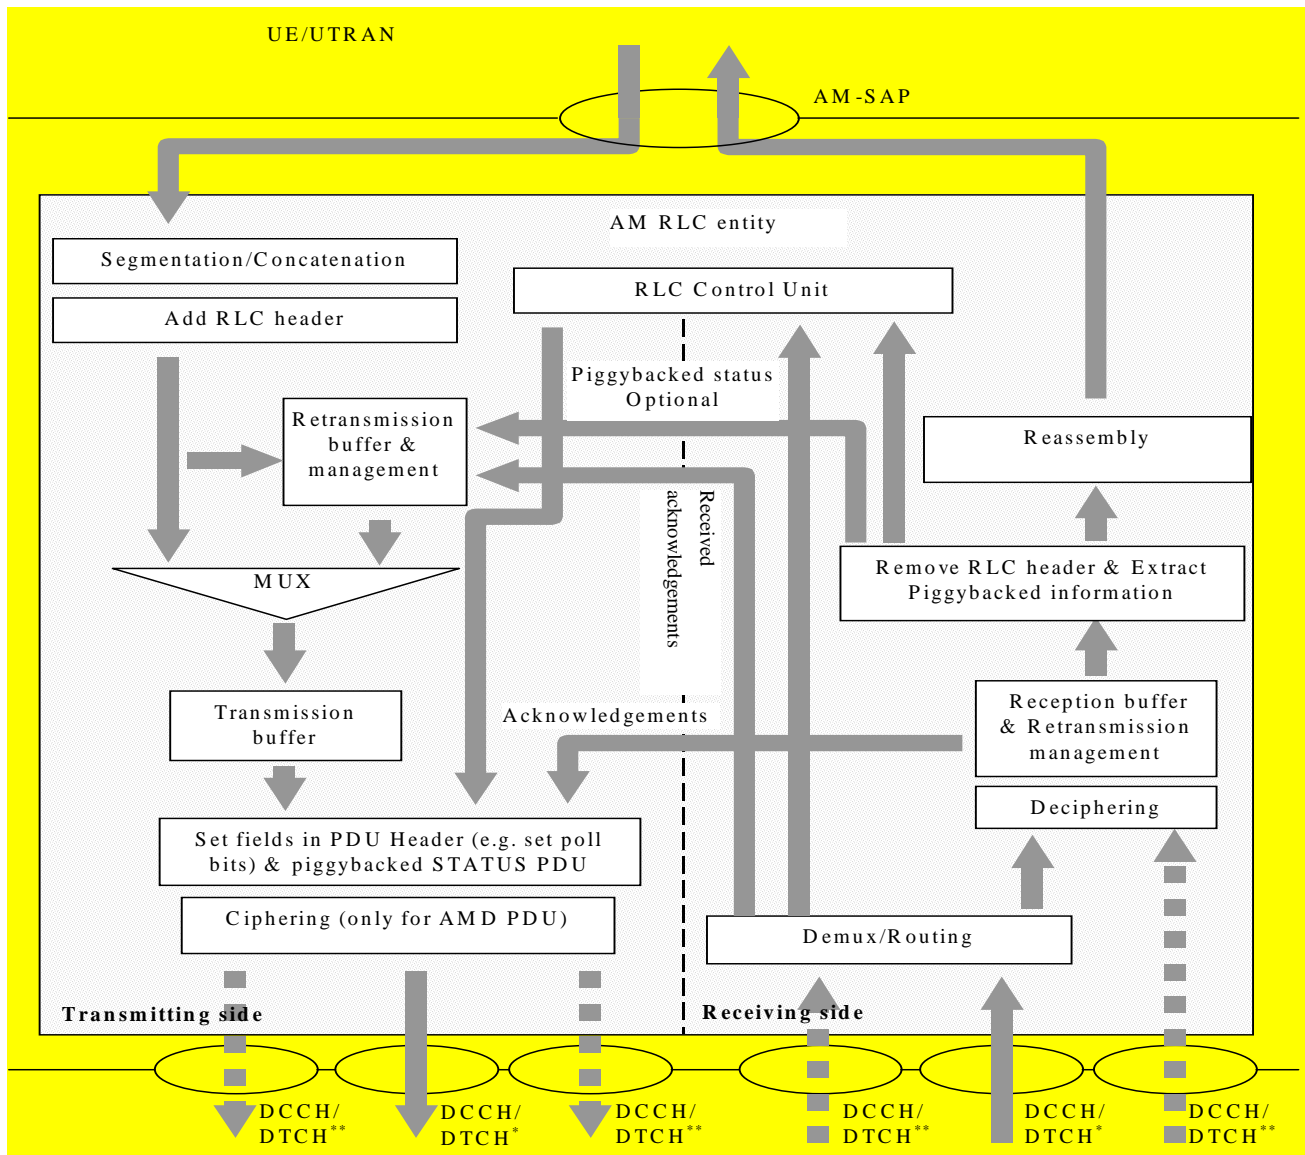 UE/UTRAN
AM-SAP
AM RLC entity
Segmentation/Concatenation
RLC Control Unit
Add RLC header
Piggybacked status
Optional
Retransmission
buffer &
management
Reassembly
Received
acknowledgements
MUX
Remove RLC header & Extract
Piggybacked information
Transmission
buffer
Acknowledgements
Reception buffer
& Retransmission
management
Deciphering
Set fields in PDU Header (e.g. set poll
bits) & piggybacked STATUS PDU
Ciphering (only for AMD PDU)
Demux/Routing
Transmitting side
Receiving side
DCCH/
DTCH**
DCCH/
DTCH*
DCCH/
DTCH**
DCCH/
DTCH**
DCCH/
DTCH*
DCCH/
DTCH**